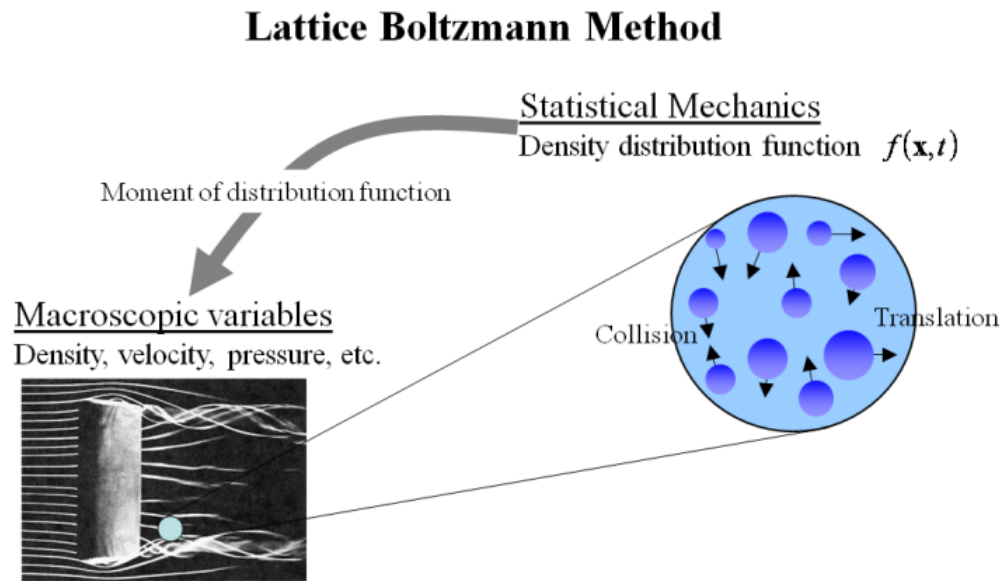 Lattice Boltzmann Method
Statistical Mechanics
Density distribution function f(x,t)
Moment of distribution function
Macroscopic variables
Density, velocity, pressure, etc.
Collision
Translation